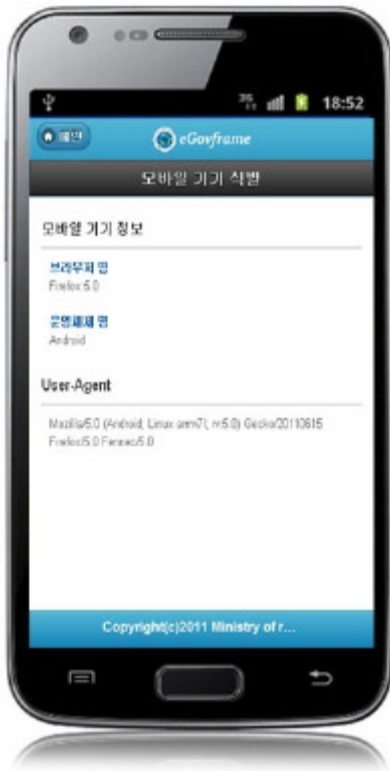 3G 18:52
메인 eGovframe
모바일 기기 식별
모바일 기기 정보
브라우저 명
Firefox 5.0
운영체제 명
Android
User-Agent
Mozilla/5.0 (Android; Linux armv7l; rv:5.0) Gecko/20110615
Firefox/5.0 Fennec/5.0
Copyright(c)2011 Ministry of r...